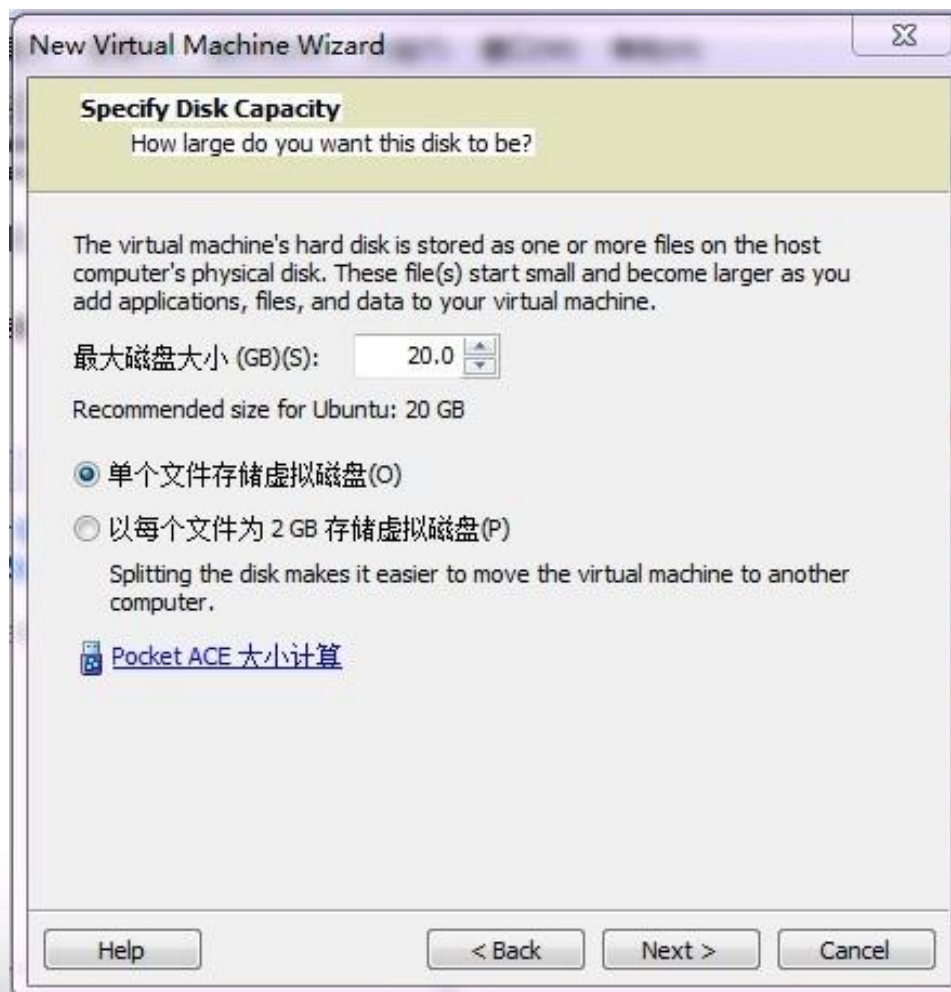 New Virtual Machine Wizard
Specify Disk Capacity
How large do you want this disk to be?
The virtual machine's hard disk is stored as one or more files on the host
computer's physical disk. These file(s) start small and become larger as you
add applications, files, and data to your virtual machine.
最大磁盘大小 (GB)(S): 20.0
Recommended size for Ubuntu: 20 GB
单个文件存储虚拟磁盘(O)
以每个文件为 2 GB 存储虚拟磁盘(P)
Splitting the disk makes it easier to move the virtual machine to another
computer.
Pocket ACE 大小计算
Help < Back Next > Cancel